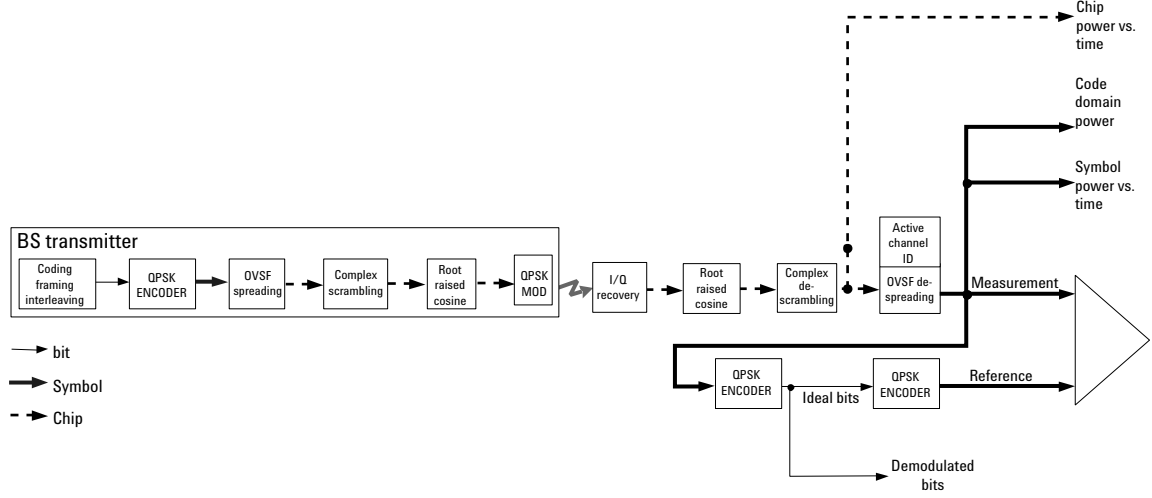 Chip
power vs.
time
Code
domain
power
Symbol
power vs.
time
BS transmitter
Coding
framing
interleaving
QPSK
ENCODER
OVSF
spreading
Complex
scrambling
Root
raised
cosine
QPSK
MOD
I/Q
recovery
Root
raised
cosine
Complex
de-
scrambling
Active
channel
ID
OVSF de-
spreading
Measurement
bit
Symbol
Chip
QPSK
ENCODER
Ideal bits
QPSK
ENCODER
Reference
Demodulated
bits